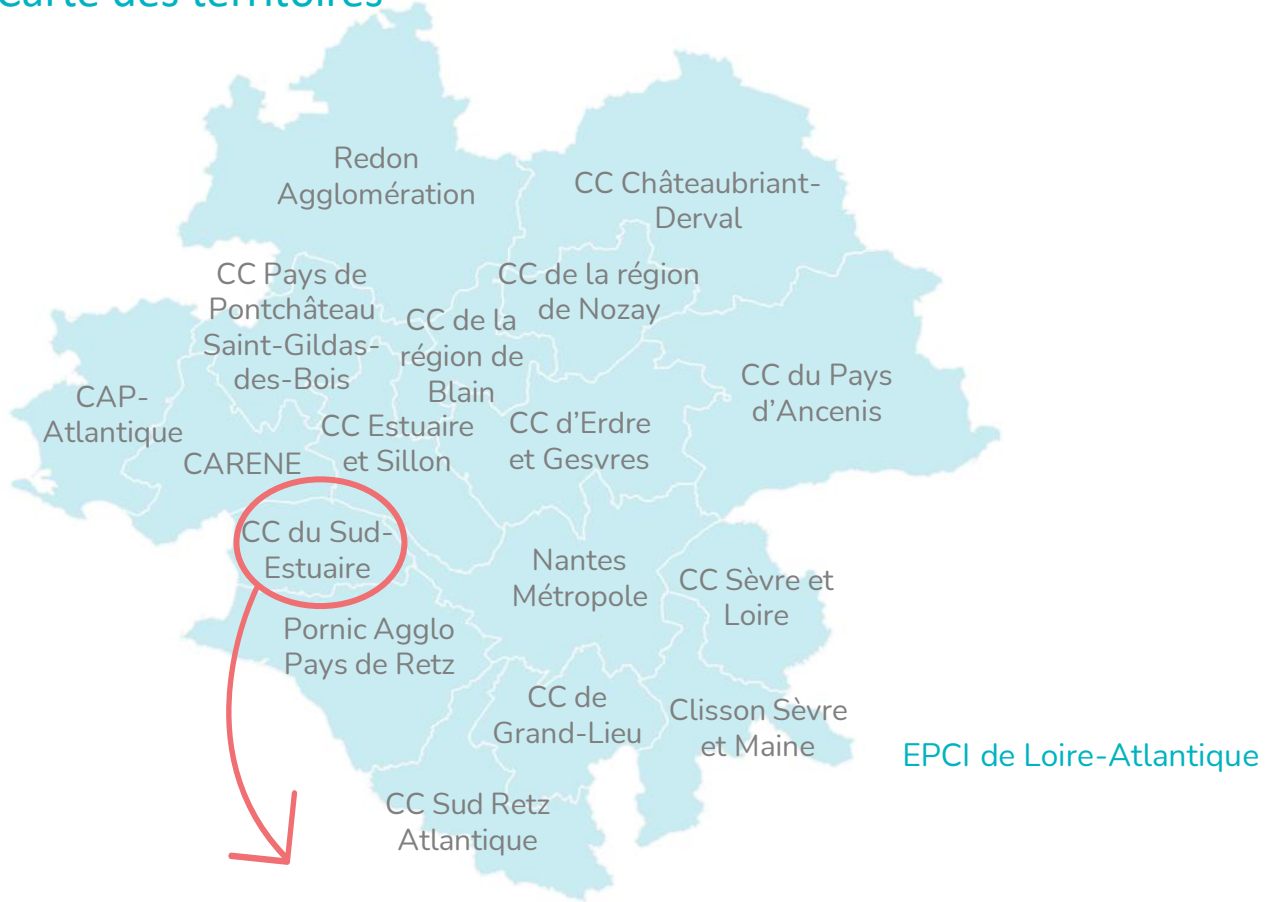 Carte des territoires
Redon
Agglomération
CC Châteaubriant-
Derval
CC Pays de
Pontchâteau
Saint-Gildas-
des-Bois
CC de la région
de Nozay
CC de la
région de
Blain
CC du Pays
d’Ancenis
CAP-
Atlantique
CARENE
CC Estuaire
et Sillon
CC d’Erdre
et Gesvres
CC du Sud-
Estuaire
Nantes
Métropole
CC Sèvre et
Loire
Pornic Agglo
Pays de Retz
CC de
Grand-Lieu
Clisson Sèvre
et Maine
EPCI de Loire-Atlantique
CC Sud Retz
Atlantique